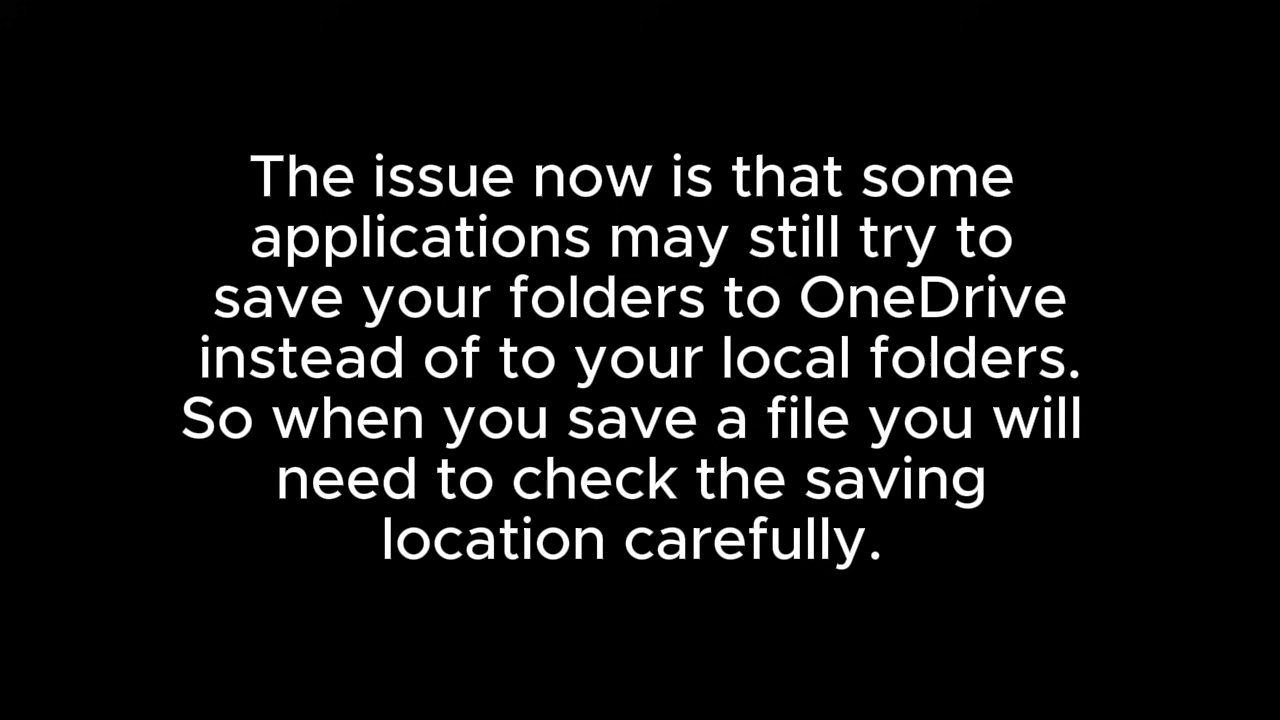 The issue now is that some
applications may still try to
save your folders to OneDrive
instead of to your local folders.
So when you save a file you will
need to check the saving
location carefully.